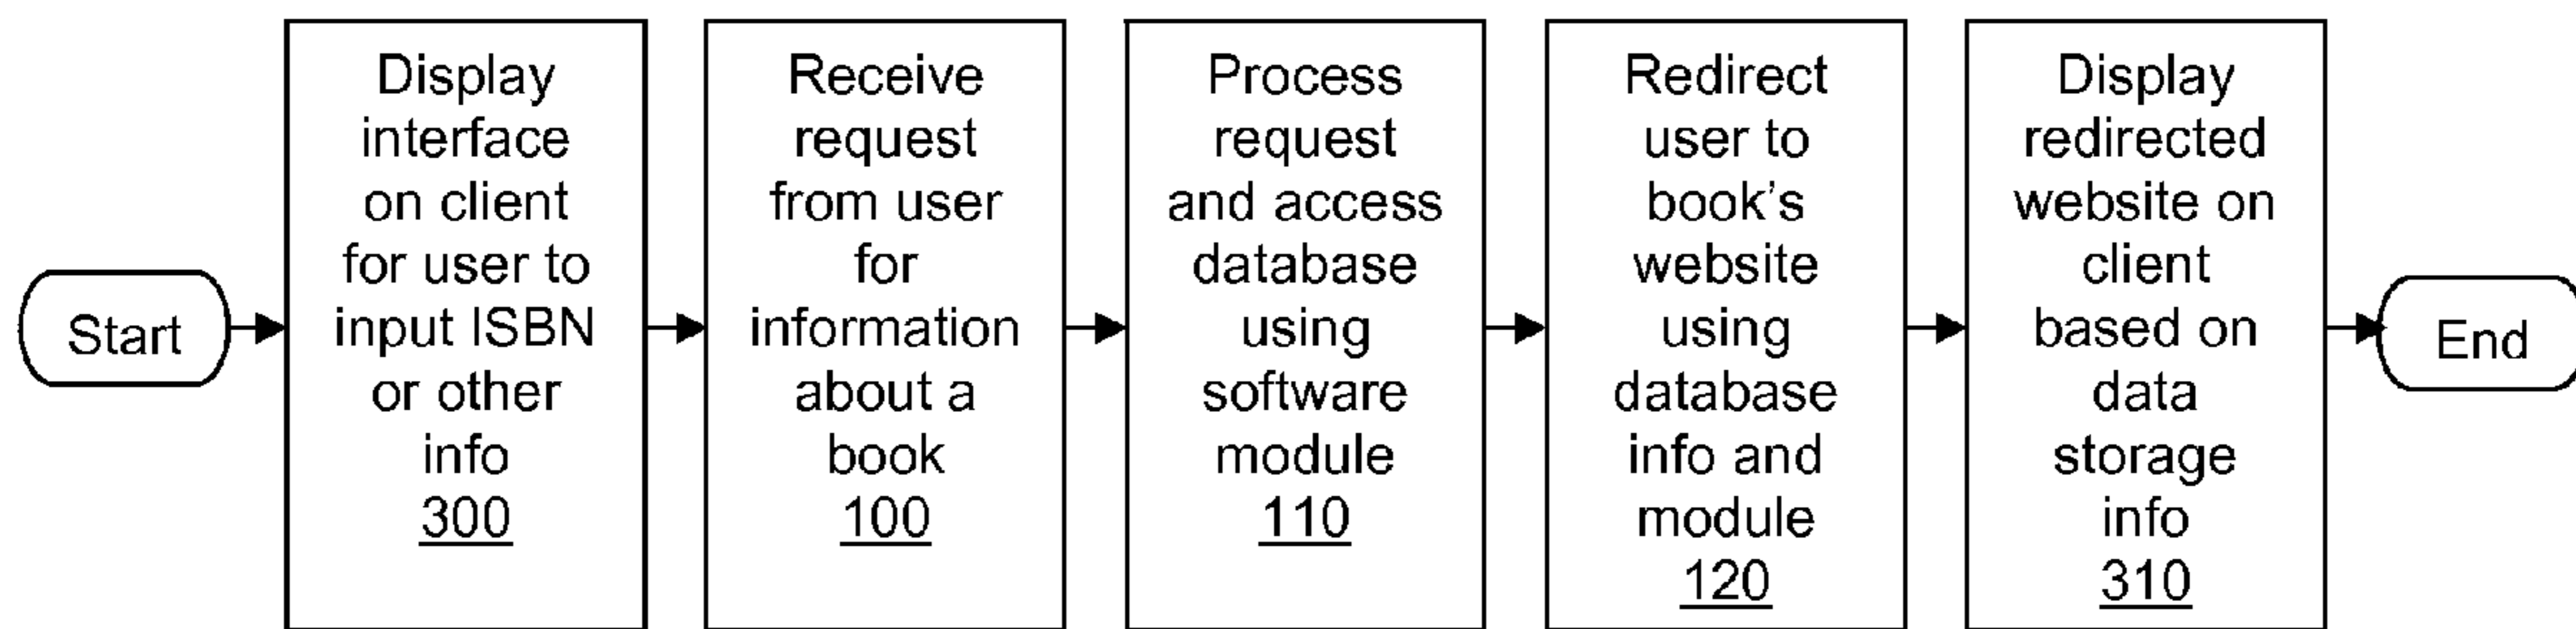 Start
Display
interface
on client
for user to
input ISBN
or other
info
300
Receive
request
from user
for
information
about a
book
100
Process
request
and access
database
using
software
module
110
Redirect
user to
book’s
website
using
database
info and
module
120
Display
redirected
website on
client
based on
data
storage
info
310
End